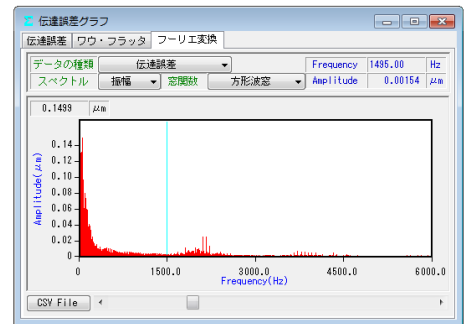 伝達誤差グラフ
伝達誤差 ワウ・フラッタ フーリエ変換
データの種類 伝達誤差 Frequency 1495.00 Hz
スペクトル 振幅 窓関数 方形波窓 Amplitude 0.00154 μm
0.1499 μm
Amplitude(μm)
0.14
0.12
0.10
0.08
0.06
0.04
0.02
0
0 1500.0 3000.0 4500.0 6000.0
Frequency(Hz)
CSV File